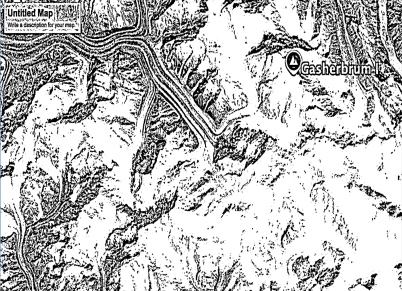 Untitled Map
Write a description for your map.
Gasherbrum I